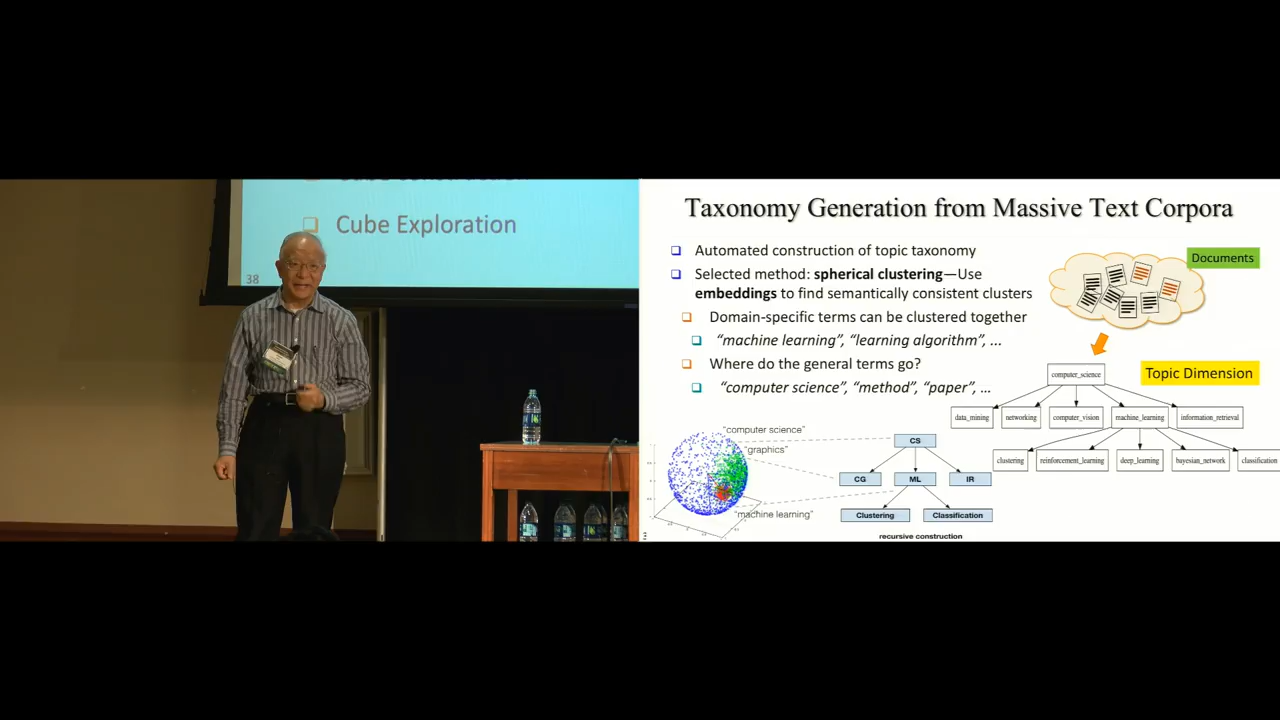 Cube Exploration
38
Taxonomy Generation from Massive Text Corpora
Automated construction of topic taxonomy
Selected method: spherical clustering—Use
embeddings to find semantically consistent clusters
Domain-specific terms can be clustered together
“machine learning”, “learning algorithm”, ...
Where do the general terms go?
“computer science”, “method”, “paper”, …
Documents
Topic Dimension
computer_science
data_mining
networking
computer_vision
machine_learning
information_retrieval
clustering
reinforcement_learning
deep_learning
bayesian_network
classification
“computer science”
“graphics”
“machine learning”
CS
CG
ML
IR
Clustering
Classification
recursive construction